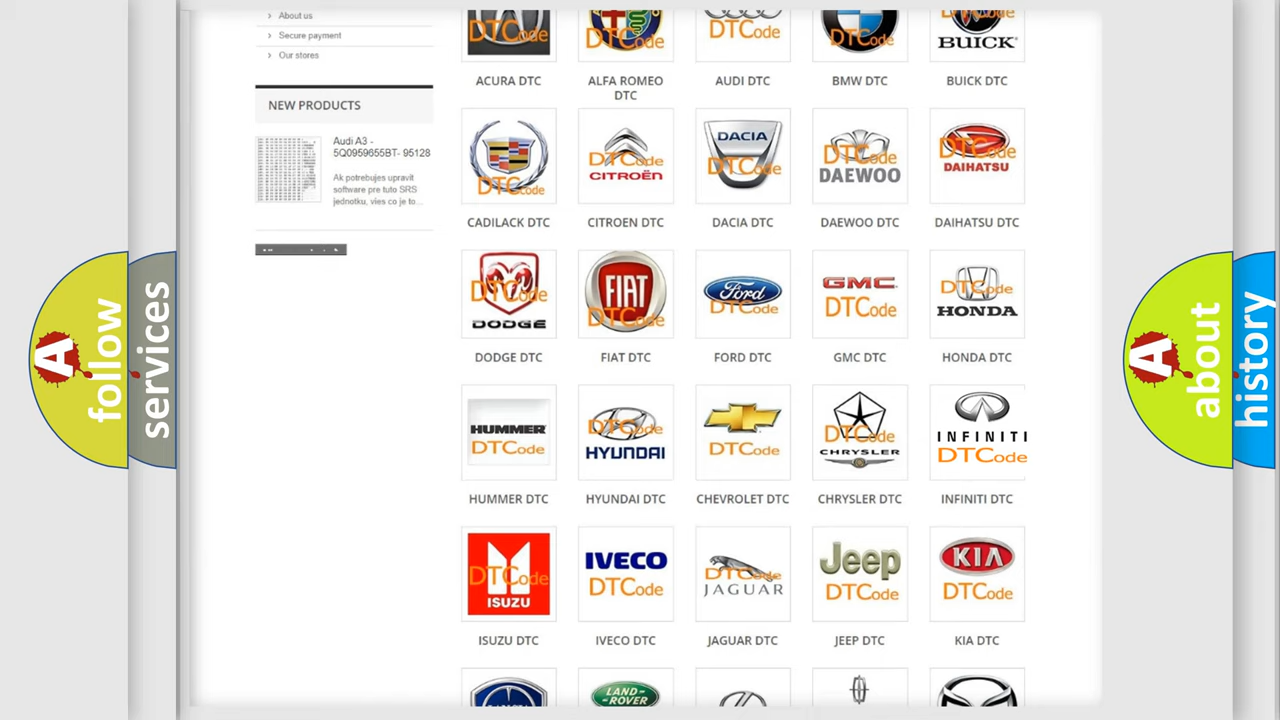 About us
Secure payment
Our stores
NEW PRODUCTS
Audi A3 -
5Q0959655BT- 95128
Ak potrebujes upravit
software pre tuto SRS
jednotku, vies co je to...
DTCode DTCode DTCode DTCode DTCode
BUICK
ACURA DTC ALFA ROMEO DTC AUDI DTC BMW DTC BUICK DTC
DTCode
DTCode
CITROËN
DACIA
DTCode
DTCode
DAEWOO
DTCode
DAIHATSU
CADILACK DTC CITROEN DTC DACIA DTC DAEWOO DTC DAIHATSU DTC
DTCode
DODGE
FIAT
DTCode
Ford
DTCode
GMC
DTCode
DTCode
HONDA
DODGE DTC FIAT DTC FORD DTC GMC DTC HONDA DTC
HUMMER
DTCode
DTCode
HYUNDAI
DTCode
DTCode
CHRYSLER
INFINITI
DTCode
HUMMER DTC HYUNDAI DTC CHEVROLET DTC CHRYSLER DTC INFINITI DTC
DTCode
ISUZU
IVECO
DTCode
DTCode
JAGUAR
Jeep
DTCode
KIA
DTCode
ISUZU DTC IVECO DTC JAGUAR DTC JEEP DTC KIA DTC
LAND-
ROVER
A
follow
services
A
about
history